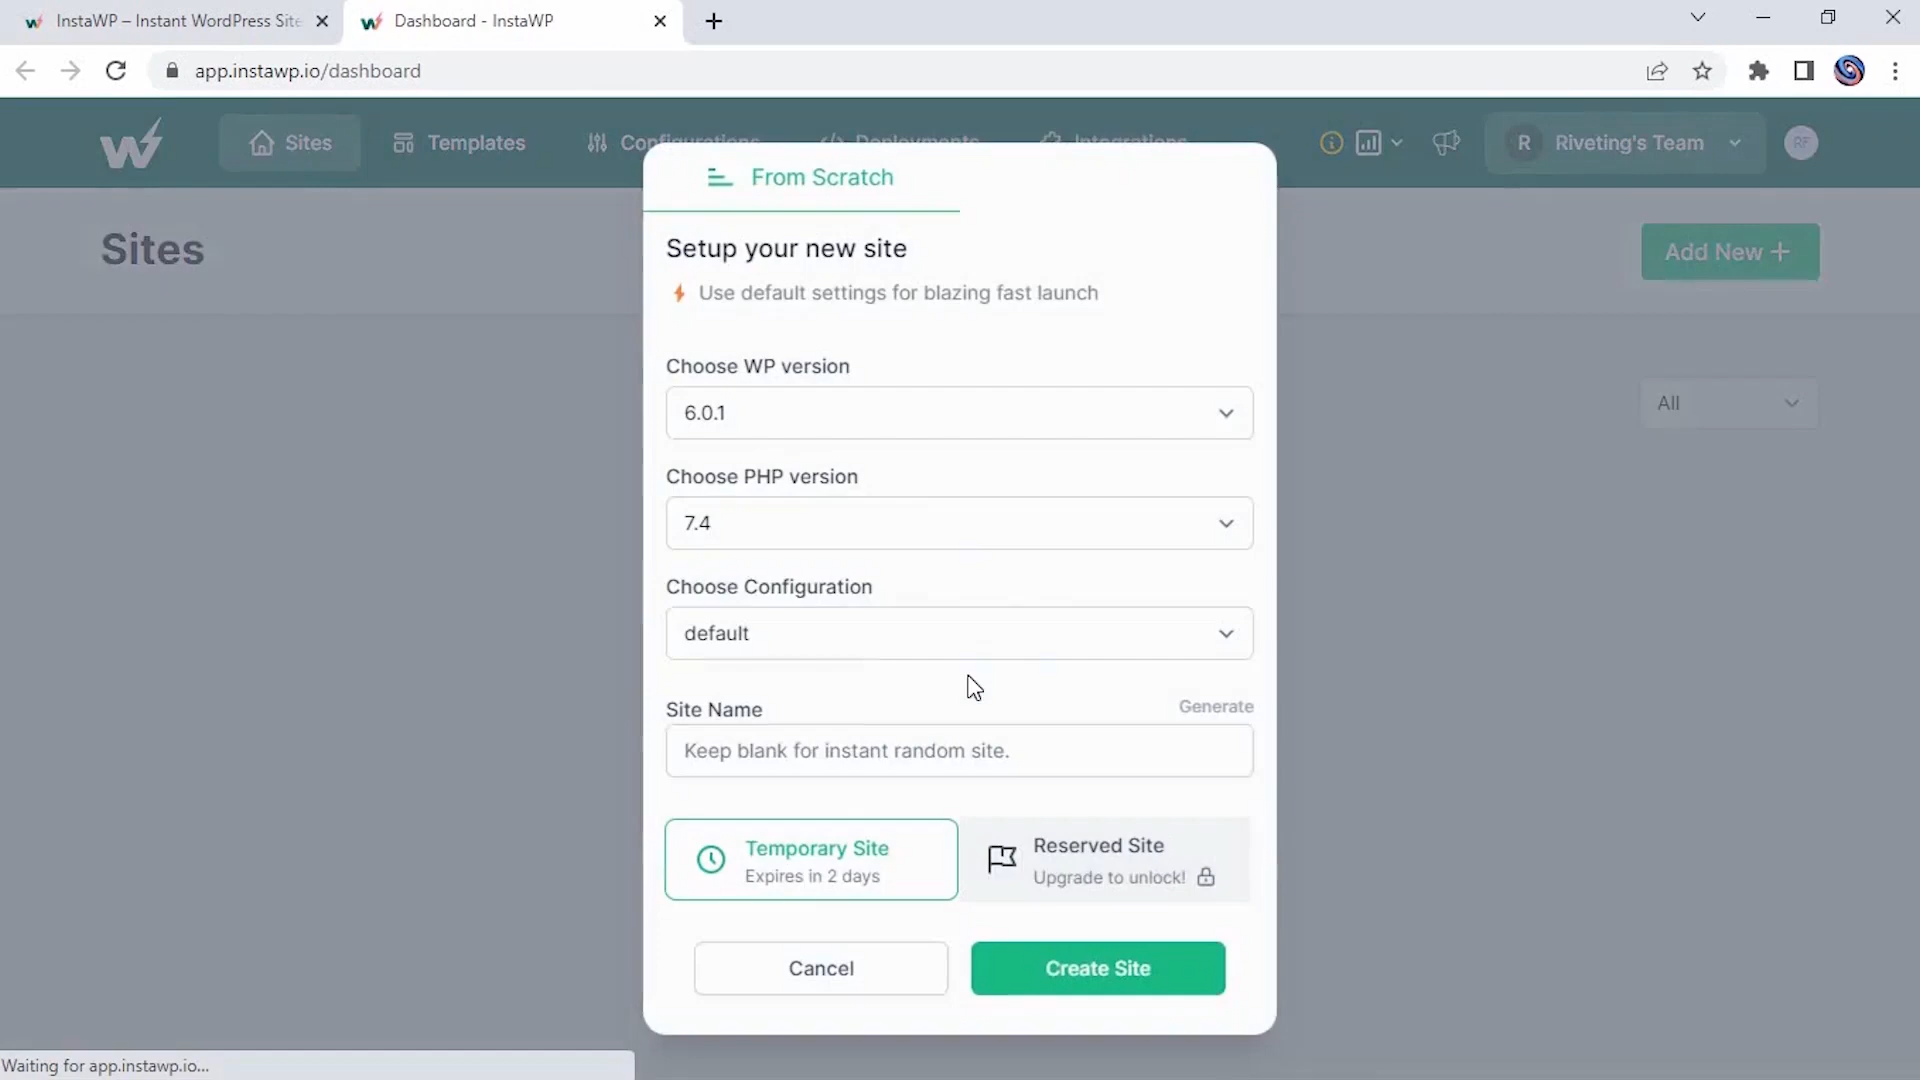 InstaWP – Instant WordPress Site
Dashboard - InstaWP
app.instawp.io/dashboard
Sites
Templates
Configurations
Deployments
Integrations
R
Riveting's Team
RF
From Scratch
Sites
Add New +
Setup your new site
Use default settings for blazing fast launch
Choose WP version
6.0.1
All
Choose PHP version
7.4
Choose Configuration
default
Site Name
Generate
Keep blank for instant random site.
Temporary Site
Expires in 2 days
Reserved Site
Upgrade to unlock!
Cancel
Create Site
Waiting for app.instawp.io...